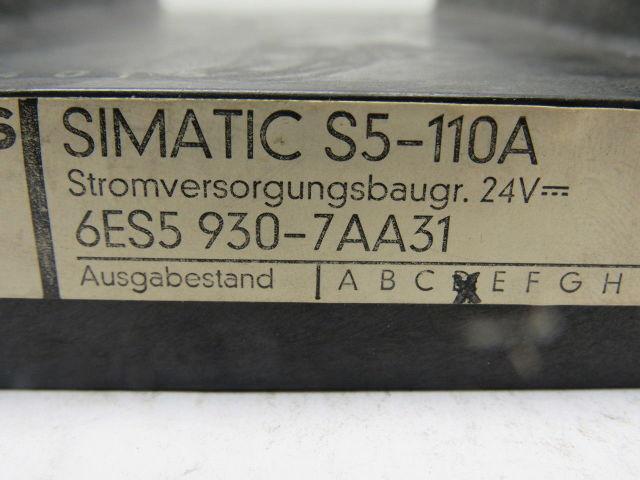 S
SIMATIC S5-110A
Stromversorgungsbaugr. 24V⎓
6ES5 930-7AA31
Ausgabestand A B C D E F G H